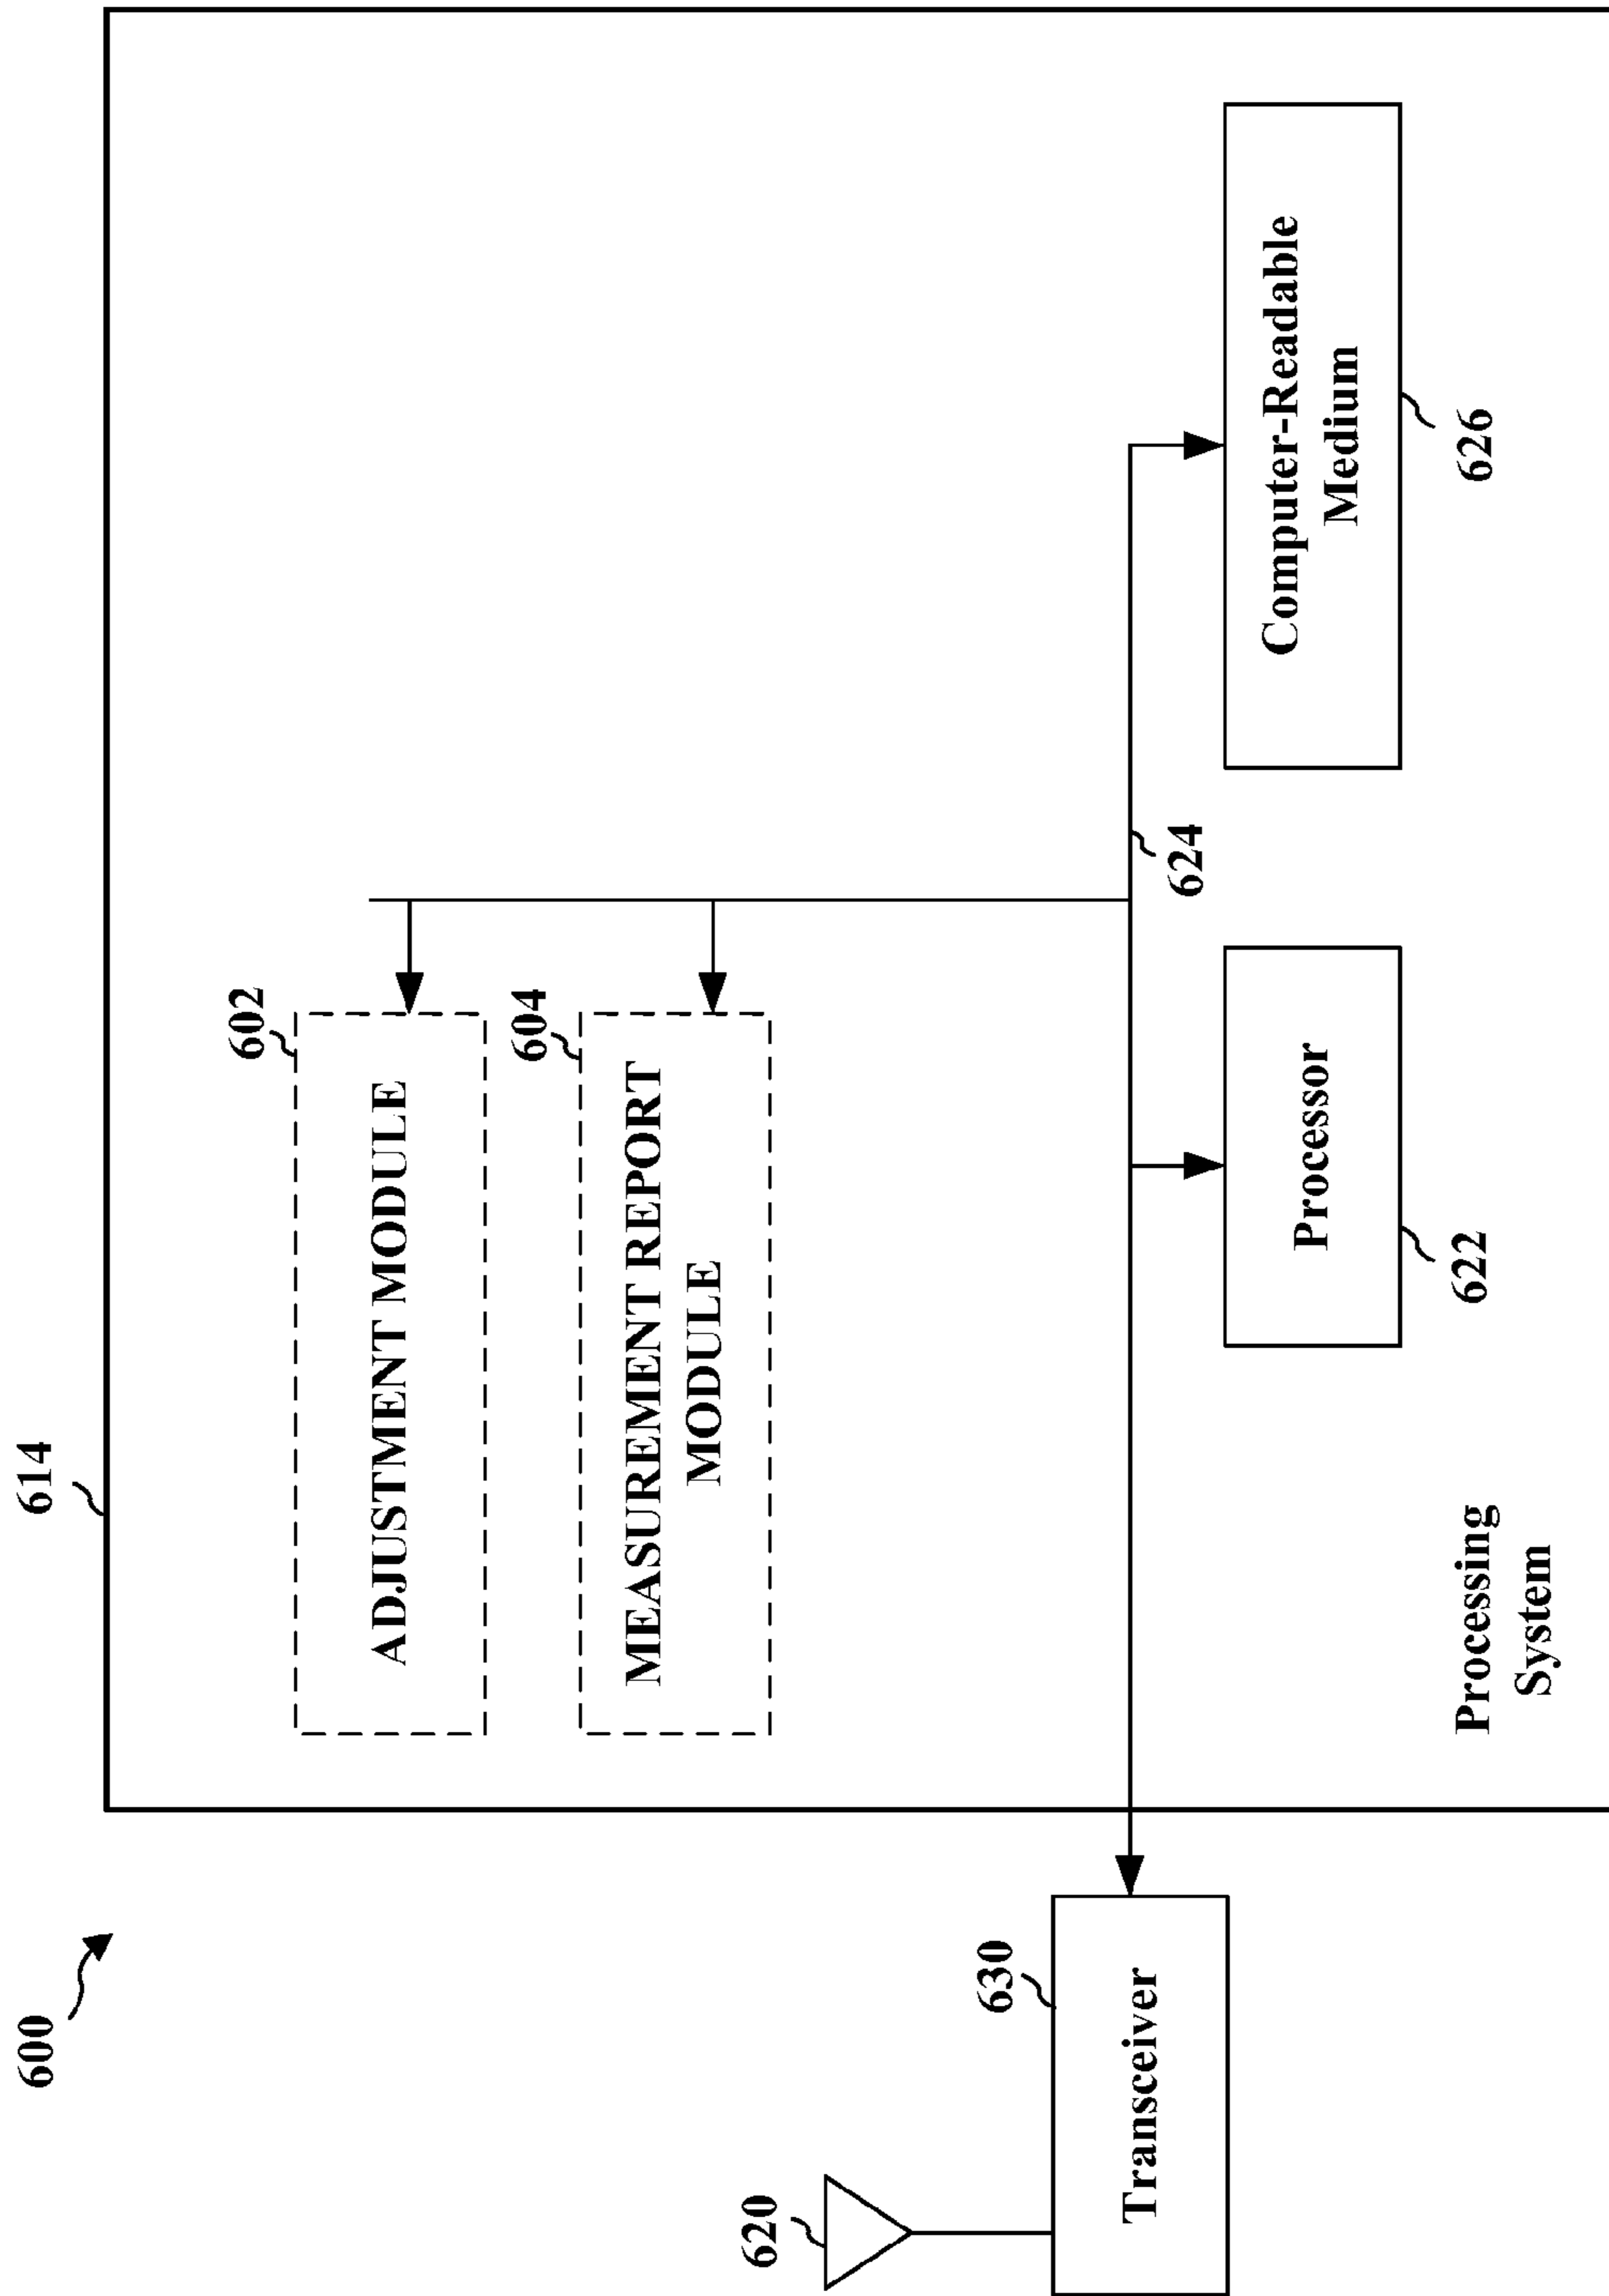 600
614
602
ADJUSTMENT MODULE
604
MEASUREMENT REPORT
MODULE
620
630
Transceiver
624
Processor
622
Computer-Readable
Medium
626
Processing
System